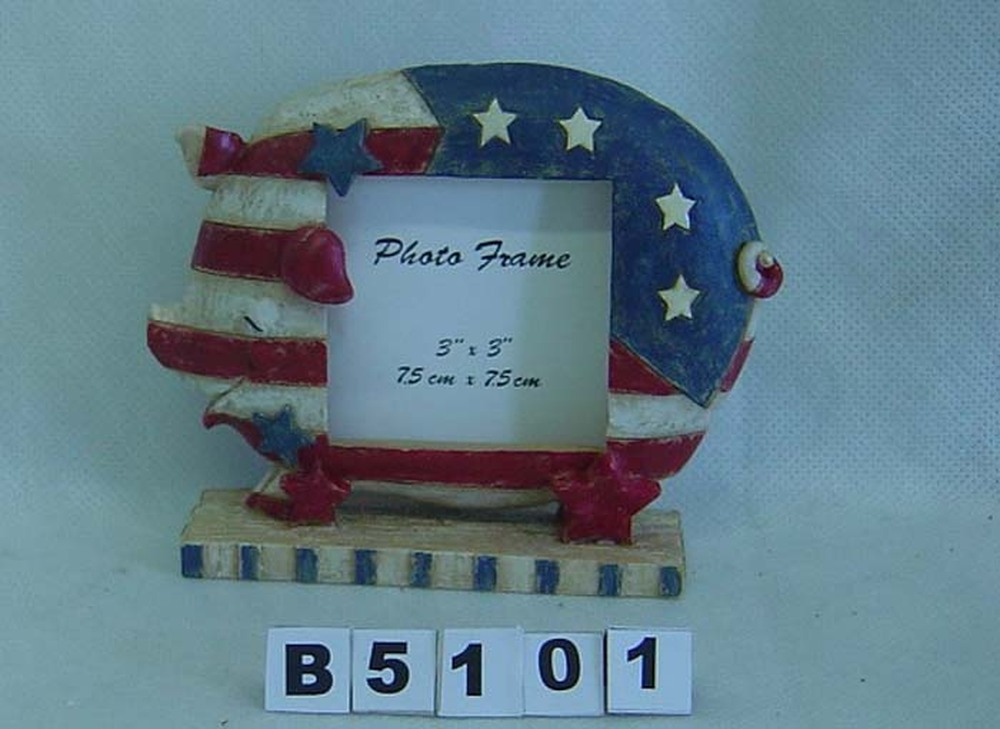 Photo Frame
3" x 3"
7.5 cm x 7.5 cm
B5101